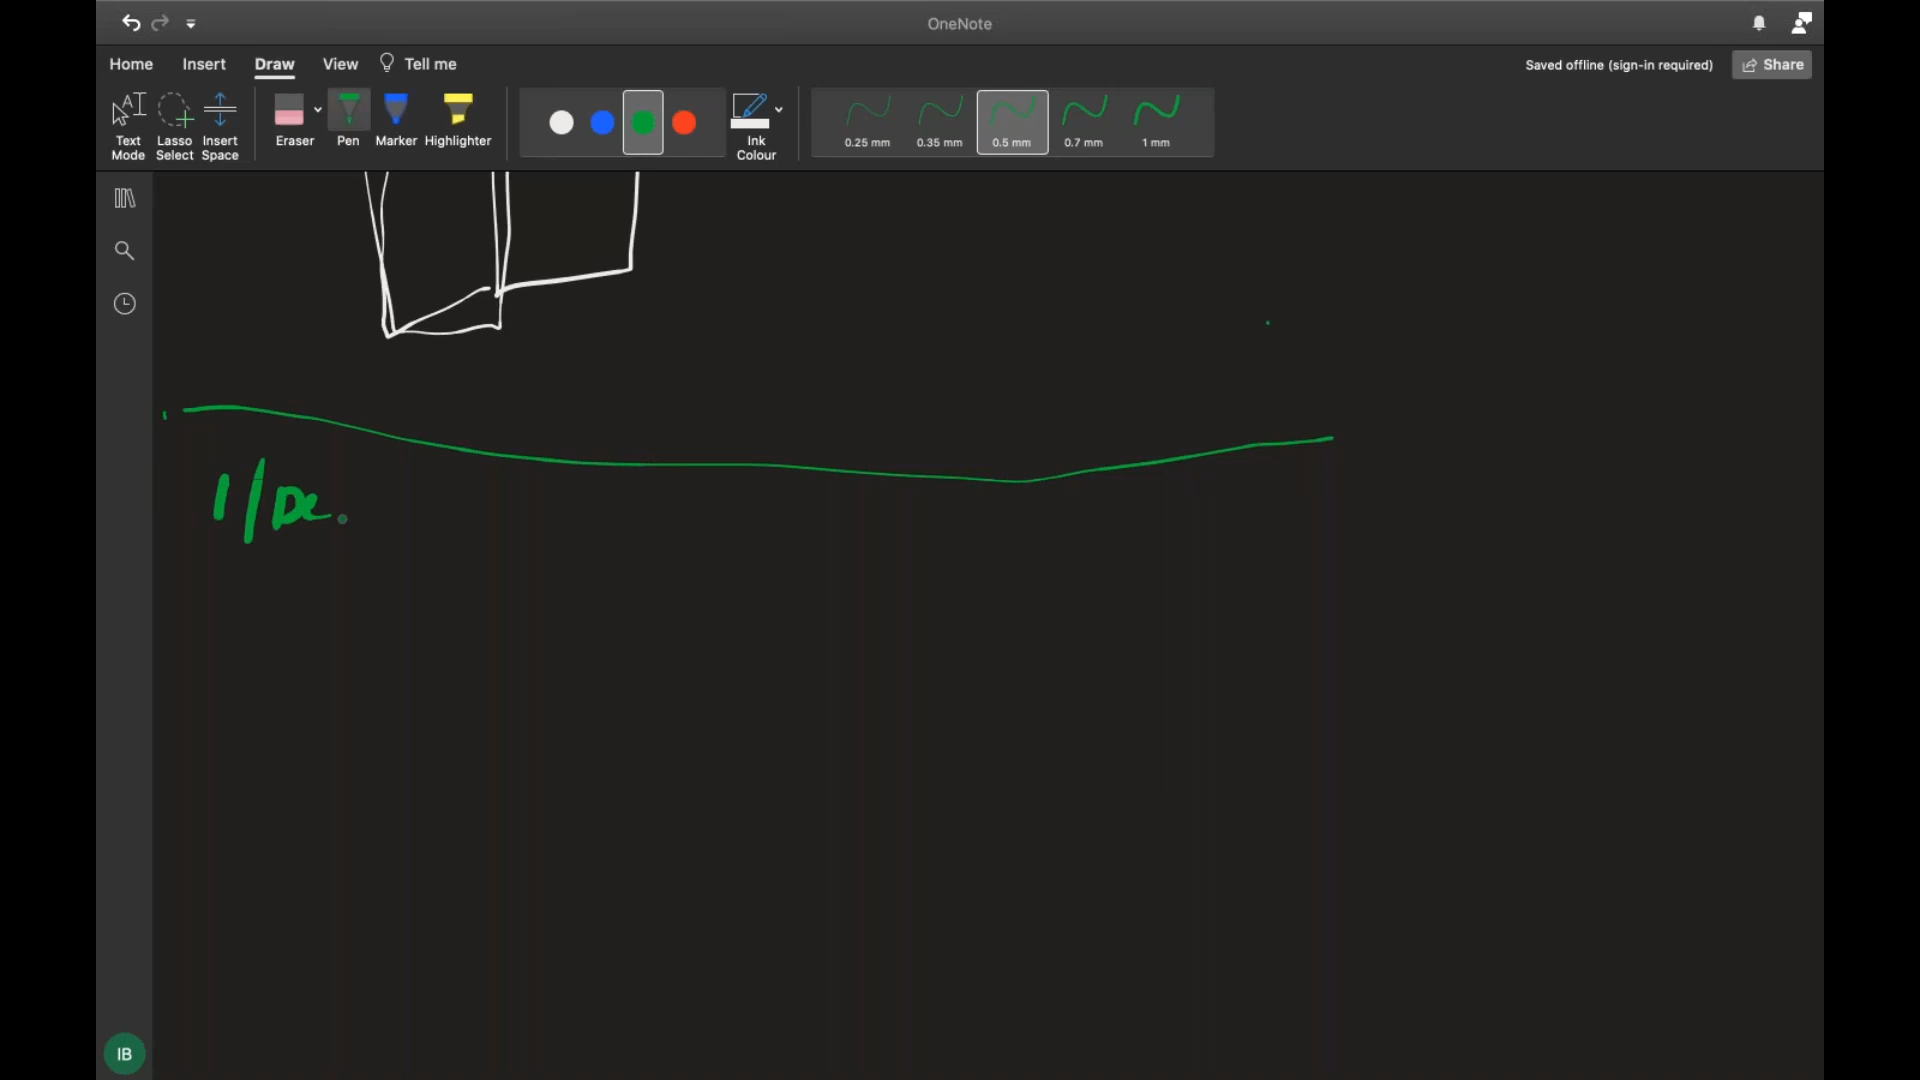 OneNote
Home Insert Draw View Tell me
Saved offline (sign-in required) Share
Text Mode
Lasso Select
Insert Space
Eraser
Pen
Marker
Highlighter
Ink Colour
0.25 mm
0.35 mm
0.5 mm
0.7 mm
1 mm
1/De
IB